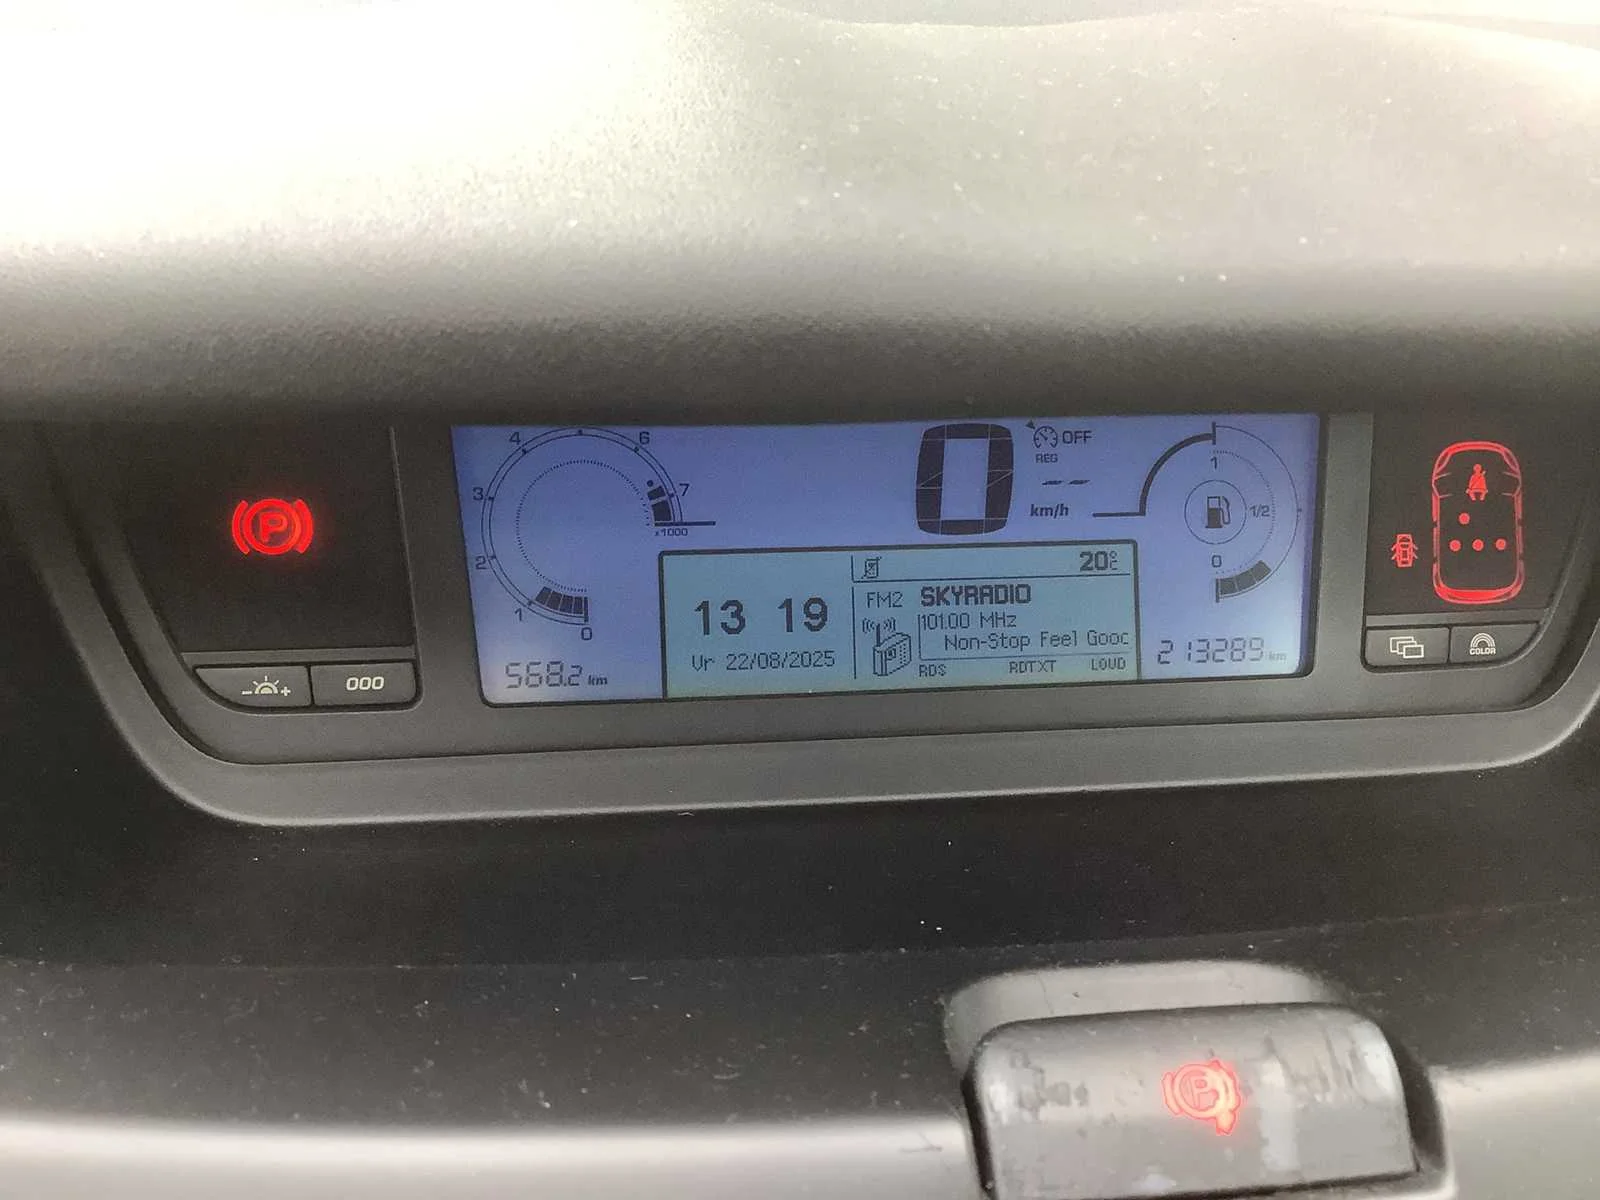 4
6
3
7
x1000
2
1
0
568.2 km
0
OFF
REG
-- --
km/h
1
1/2
0
20°C
FM2 SKYRADIO
101.00 MHz
Non-Stop Feel Gooc
RDS RDTXT LOUD
13 19
Vr 22/08/2025
213289 km
P
- +
000
COLOR
P